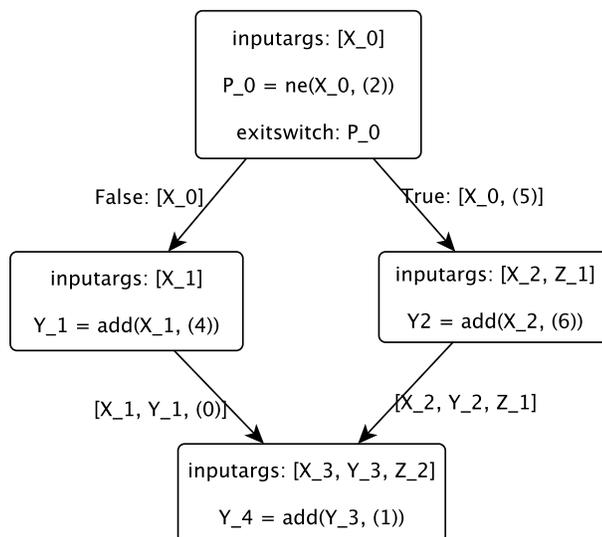 inputargs: [X_0]
P_0 = ne(X_0, (2))
exitswitch: P_0
False: [X_0]
True: [X_0, (5)]
inputargs: [X_1]
Y_1 = add(X_1, (4))
inputargs: [X_2, Z_1]
Y2 = add(X_2, (6))
[X_1, Y_1, (0)]
[X_2, Y_2, Z_1]
inputargs: [X_3, Y_3, Z_2]
Y_4 = add(Y_3, (1))